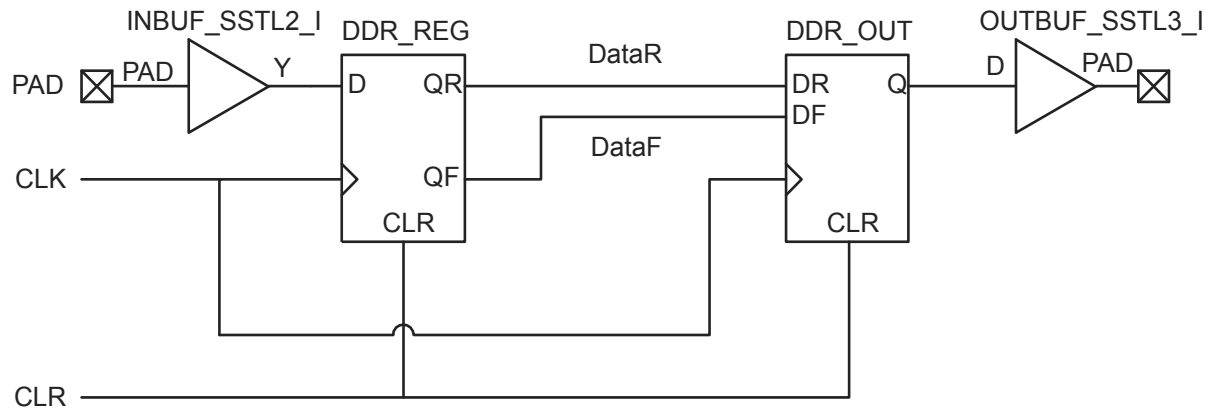 INBUF_SSTL2_I
DDR_REG
DDR_OUT
OUTBUF_SSTL3_I
PAD
PAD
Y
D
QR
DataR
DR
Q
D
PAD
DF
DataF
CLK
QF
CLR
CLR
CLR